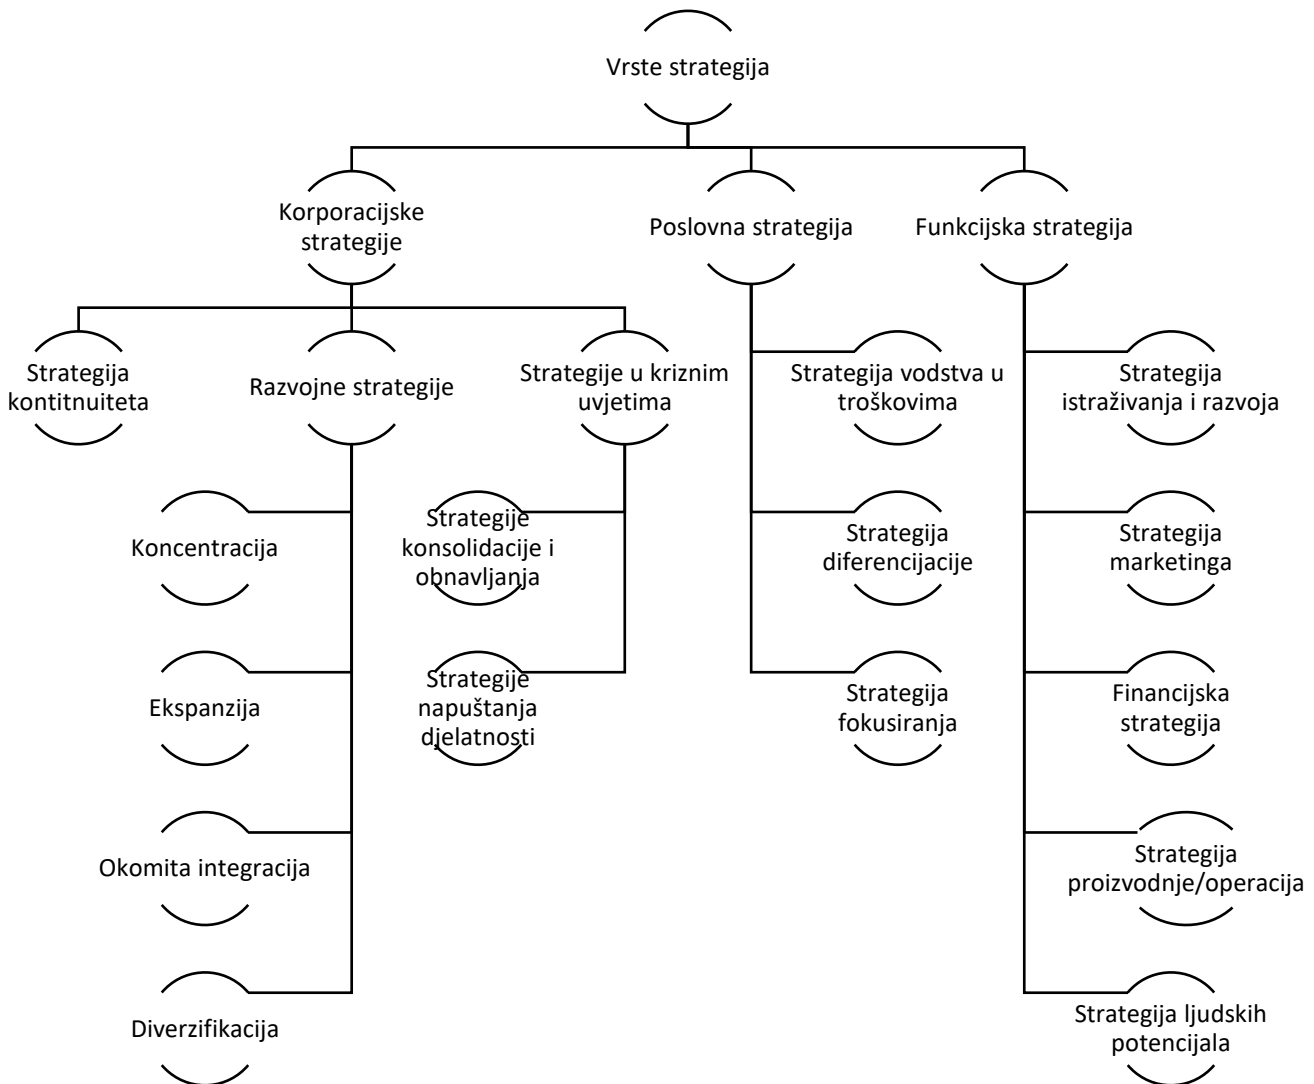 Vrste strategija
Korporacijske
strategije
Poslovna strategija
Funkcijska strategija
Strategija
kontitnuiteta
Razvojne strategije
Strategije u kriznim
uvjetima
Strategija vodstva u
troškovima
Strategija
istraživanja i razvoja
Koncentracija
Strategije
konsolidacije i
obnavljanja
Strategija
diferencijacije
Strategija
marketinga
Ekspanzija
Strategije
napuštanja
djelatnosti
Strategija
fokusiranja
Financijska
strategija
Okomita integracija
Strategija
proizvodnje/operacija
Diverzifikacija
Strategija ljudskih
potencijala